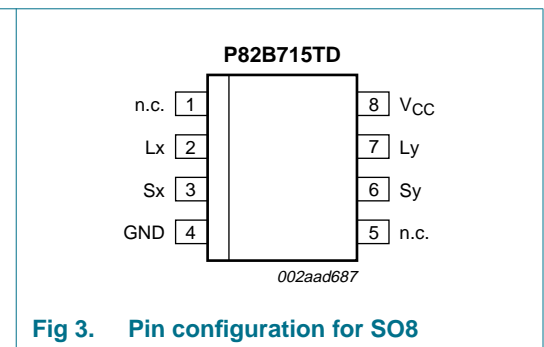 P82B715TD
n.c. 1 8 VCC
Lx 2 7 Ly
Sx 3 6 Sy
GND 4 5 n.c.
002aad687
Fig 3. Pin configuration for SO8